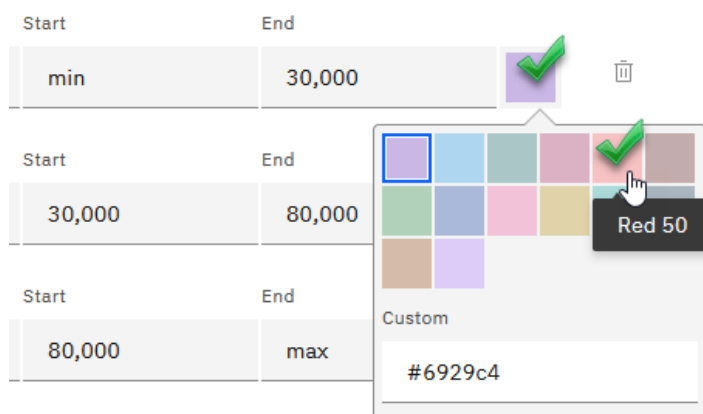 Start End
min 30,000
Start End
30,000 80,000
Red 50
Start End
Custom
80,000 max
#6929c4